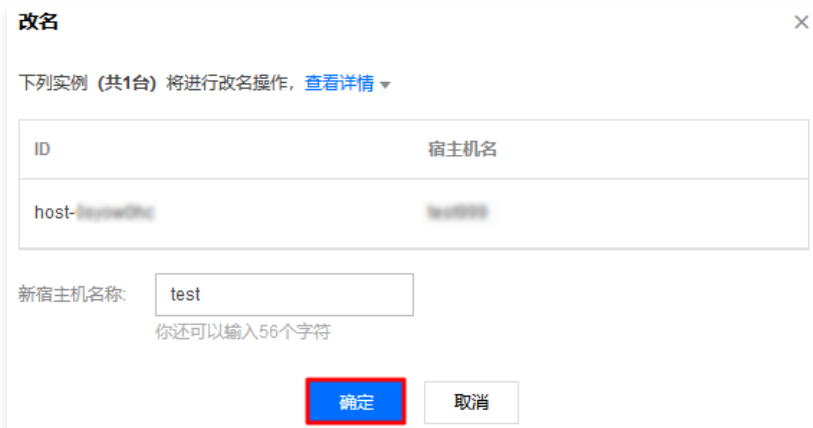 改名
下列实例 (共1台) 将进行改名操作, 查看详情
ID 宿主机名
host-
新宿主机名称: test
你还可以输入56个字符
确定 取消